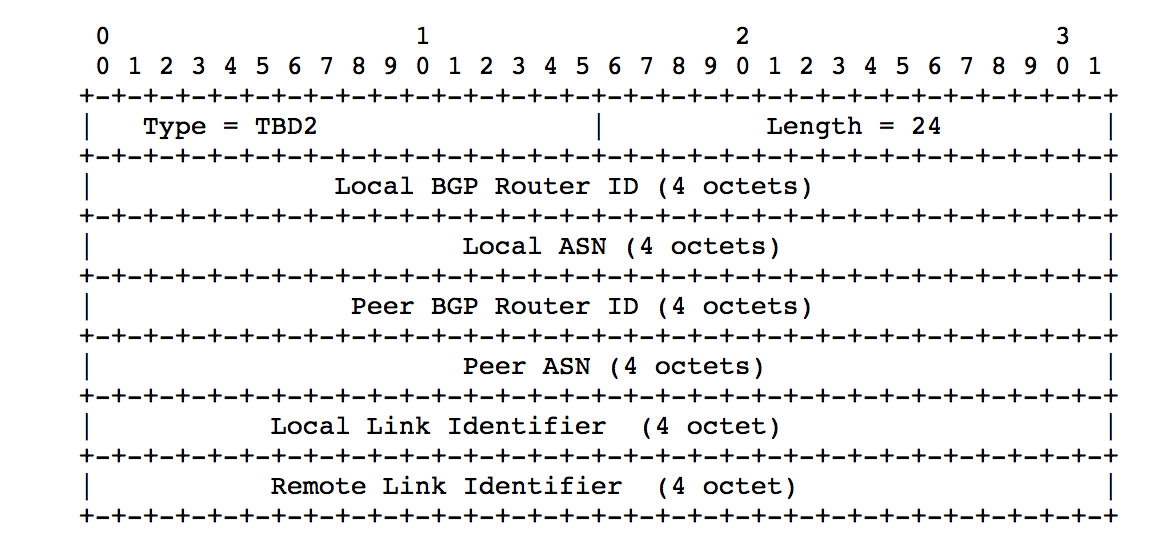 0                   1                   2                   3
0 1 2 3 4 5 6 7 8 9 0 1 2 3 4 5 6 7 8 9 0 1 2 3 4 5 6 7 8 9 0 1
+-+-+-+-+-+-+-+-+-+-+-+-+-+-+-+-+-+-+-+-+-+-+-+-+-+-+-+-+-+-+-+-+
|   Type = TBD2                 |          Length = 24          |
+-+-+-+-+-+-+-+-+-+-+-+-+-+-+-+-+-+-+-+-+-+-+-+-+-+-+-+-+-+-+-+-+
|               Local BGP Router ID (4 octets)                  |
+-+-+-+-+-+-+-+-+-+-+-+-+-+-+-+-+-+-+-+-+-+-+-+-+-+-+-+-+-+-+-+-+
|                       Local ASN (4 octets)                    |
+-+-+-+-+-+-+-+-+-+-+-+-+-+-+-+-+-+-+-+-+-+-+-+-+-+-+-+-+-+-+-+-+
|                Peer BGP Router ID (4 octets)                  |
+-+-+-+-+-+-+-+-+-+-+-+-+-+-+-+-+-+-+-+-+-+-+-+-+-+-+-+-+-+-+-+-+
|                       Peer ASN (4 octets)                     |
+-+-+-+-+-+-+-+-+-+-+-+-+-+-+-+-+-+-+-+-+-+-+-+-+-+-+-+-+-+-+-+-+
|           Local Link Identifier  (4 octet)                    |
+-+-+-+-+-+-+-+-+-+-+-+-+-+-+-+-+-+-+-+-+-+-+-+-+-+-+-+-+-+-+-+-+
|           Remote Link Identifier  (4 octet)                   |
+-+-+-+-+-+-+-+-+-+-+-+-+-+-+-+-+-+-+-+-+-+-+-+-+-+-+-+-+-+-+-+-+